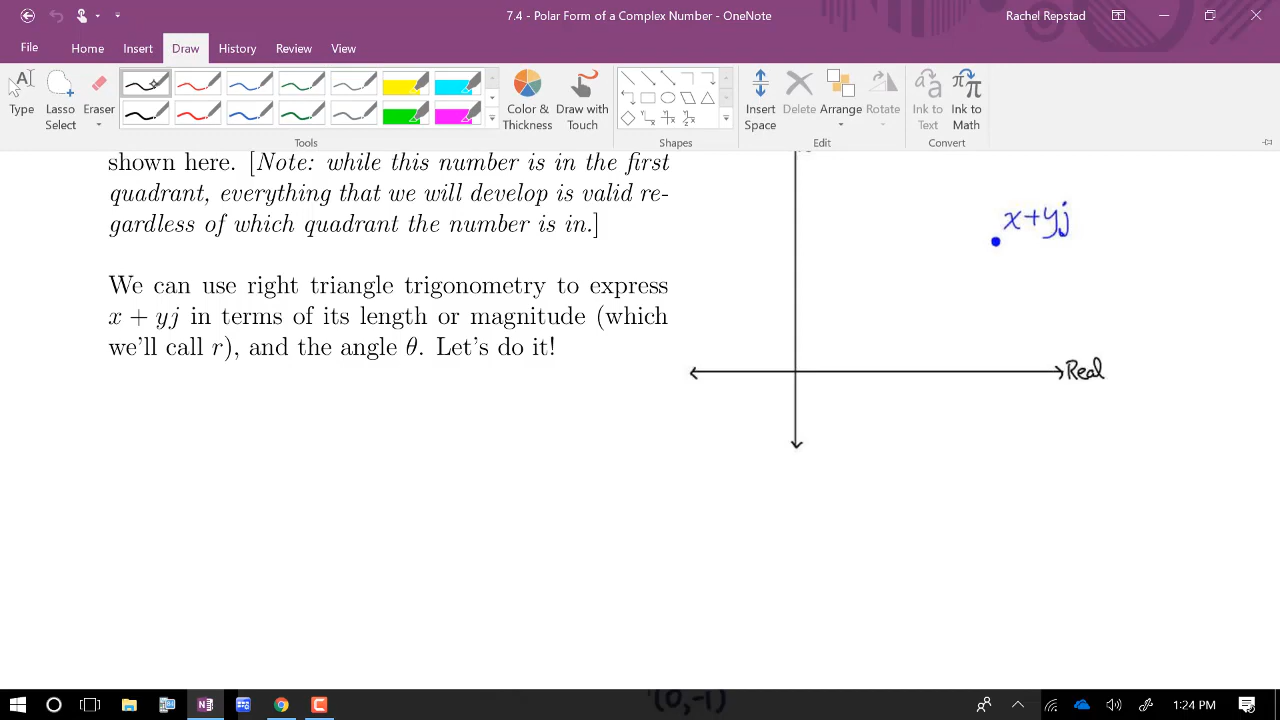 7.4 - Polar Form of a Complex Number - OneNote
Rachel Repstad
File Home Insert Draw History Review View
Type
Lasso Select
Eraser
Color & Thickness
Draw with Touch
Insert Space
Delete
Arrange
Rotate
Ink to Text
Ink to Math
Tools
Shapes
Edit
Convert
shown here. [Note: while this number is in the first
quadrant, everything that we will develop is valid re-
gardless of which quadrant the number is in.]
x+yj
We can use right triangle trigonometry to express
x + yj in terms of its length or magnitude (which
we'll call r), and the angle θ. Let's do it!
Real
(0,-1)
1:24 PM